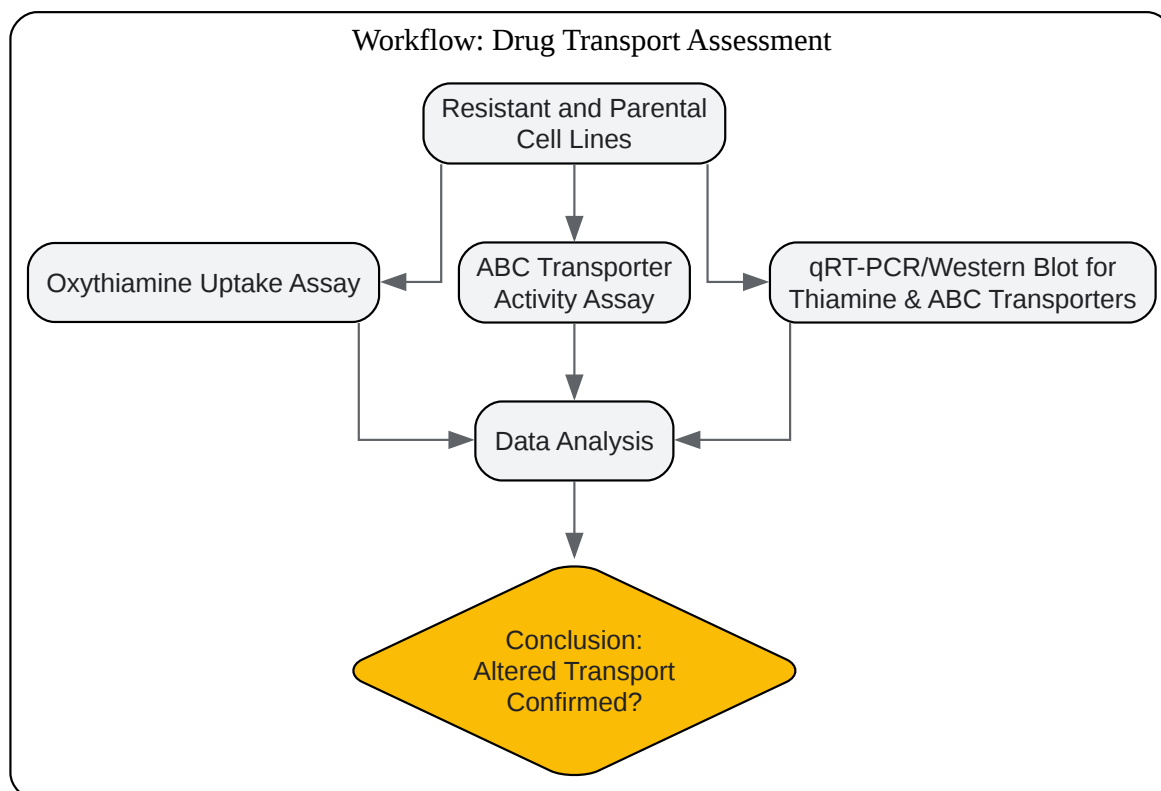 Workflow: Drug Transport Assessment
Resistant and Parental
Cell Lines
Oxythiamine Uptake Assay
ABC Transporter
Activity Assay
qRT-PCR/Western Blot for
Thiamine & ABC Transporters
Data Analysis
Conclusion:
Altered Transport
Confirmed?